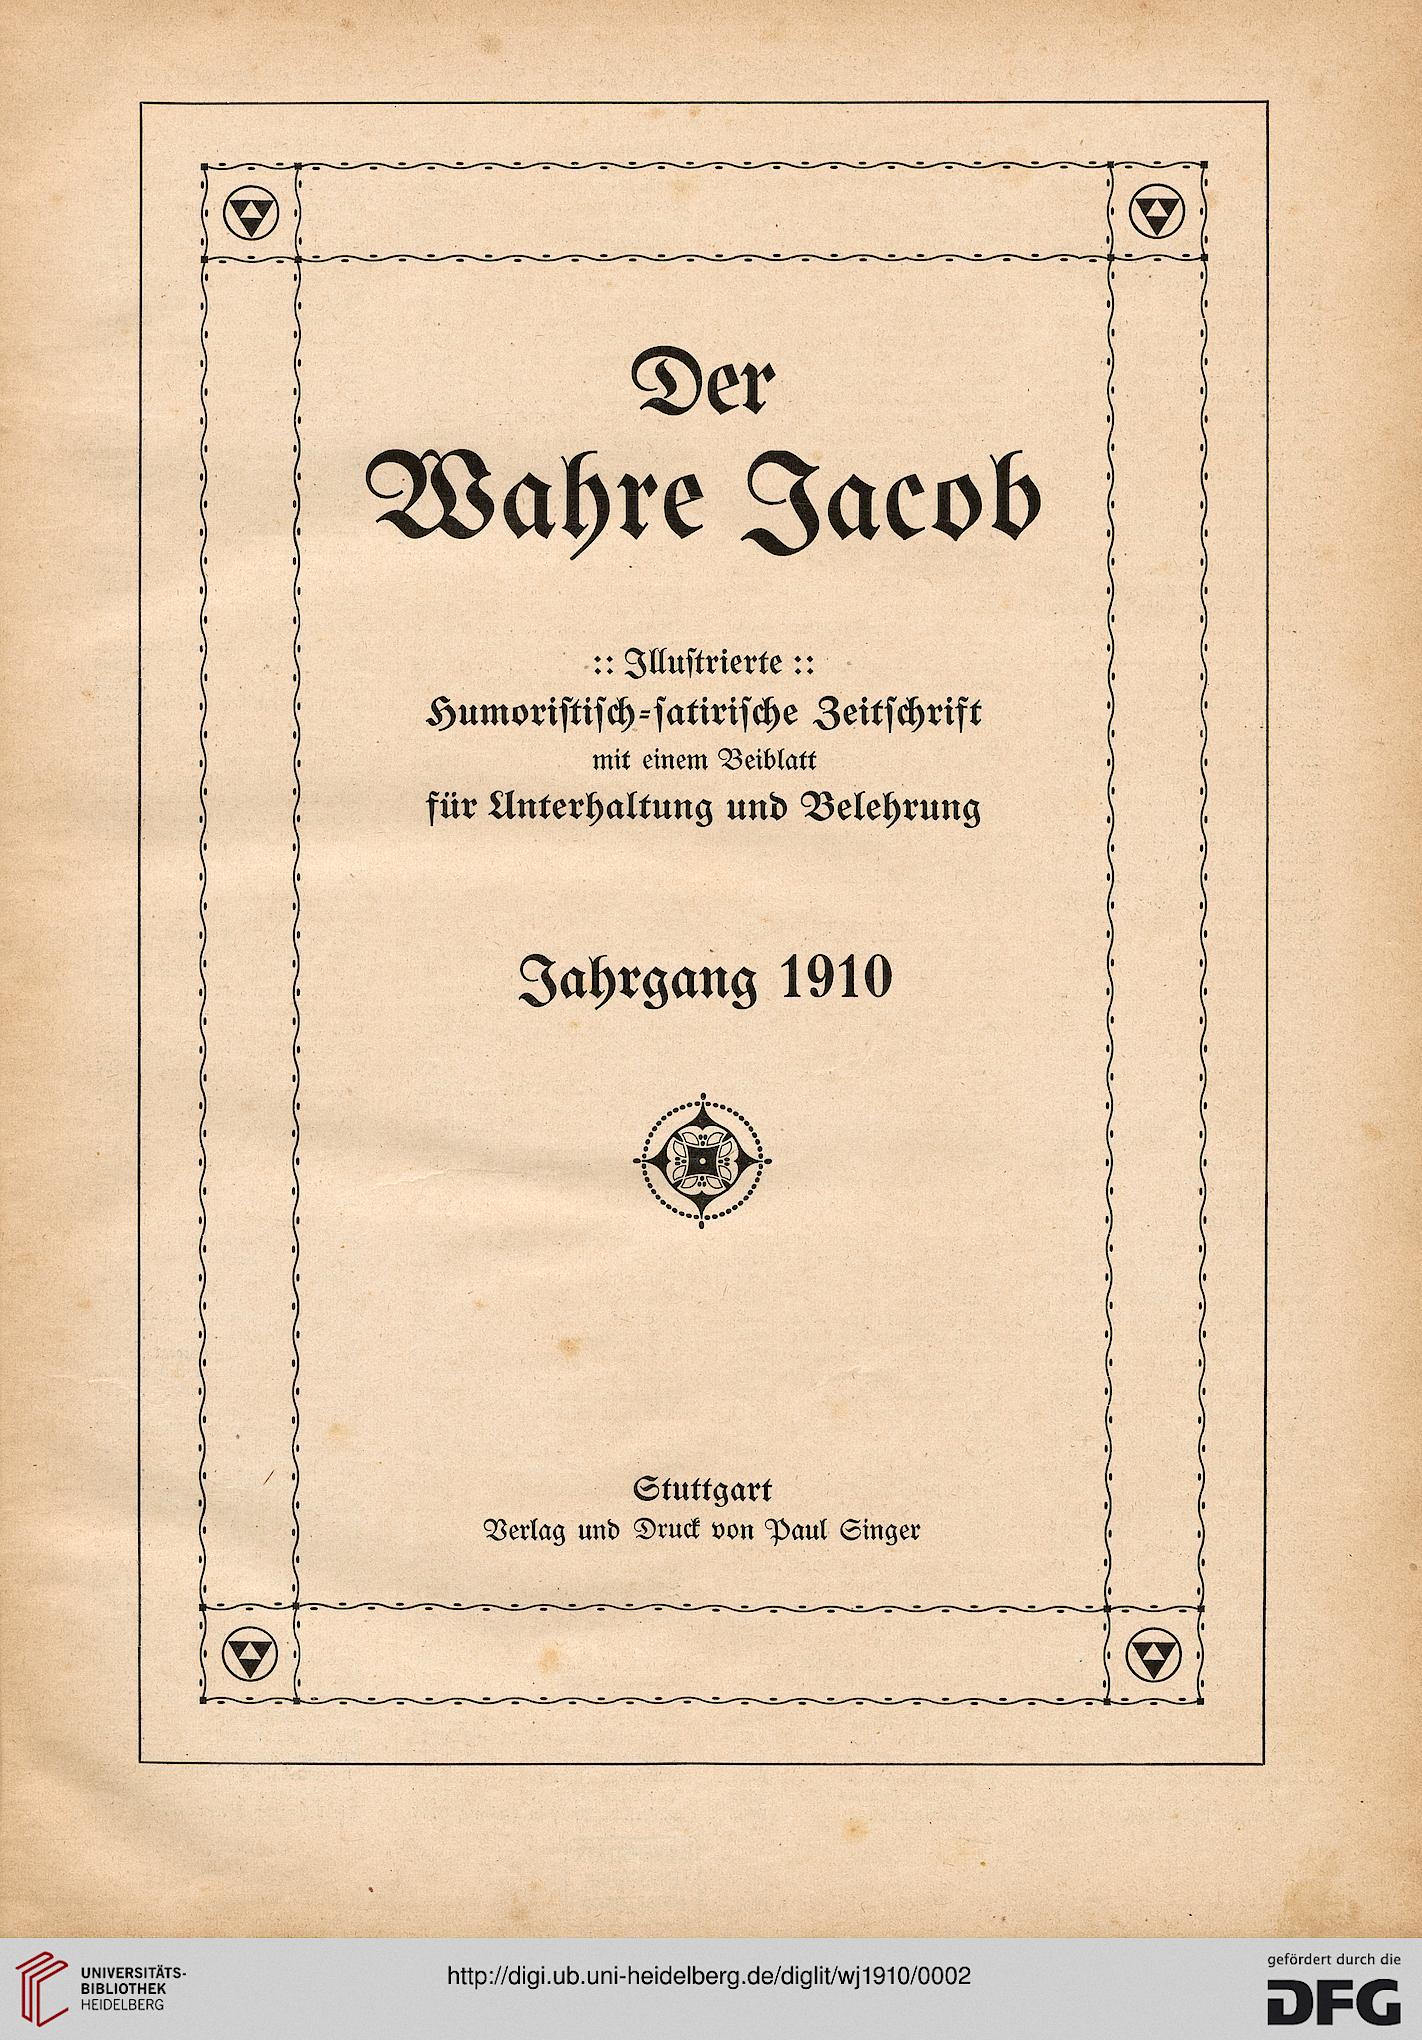 Der
Wahre Jacob
:: Illustrierte ::
Humoristisch-satirische Zeitschrift
mit einem Beiblatt
für Unterhaltung und Belehrung
Jahrgang 1910
Stuttgart
Verlag und Druck von Paul Singer
UNIVERSITÄTS-
BIBLIOTHEK
HEIDELBERG
http://digi.ub.uni-heidelberg.de/diglit/wj1910/0002
gefördert durch die
DFG